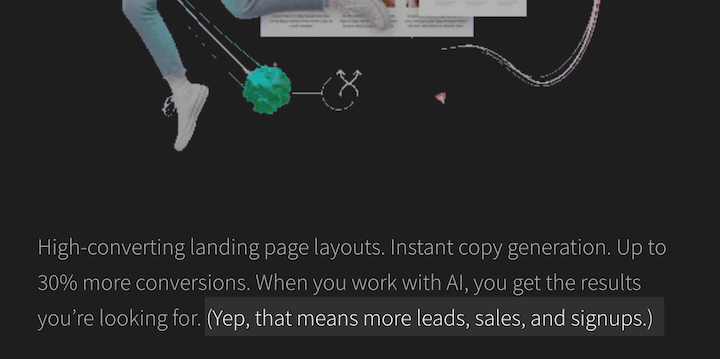 High-converting landing page layouts. Instant copy generation. Up to
30% more conversions. When you work with AI, you get the results
you’re looking for. (Yep, that means more leads, sales, and signups.)